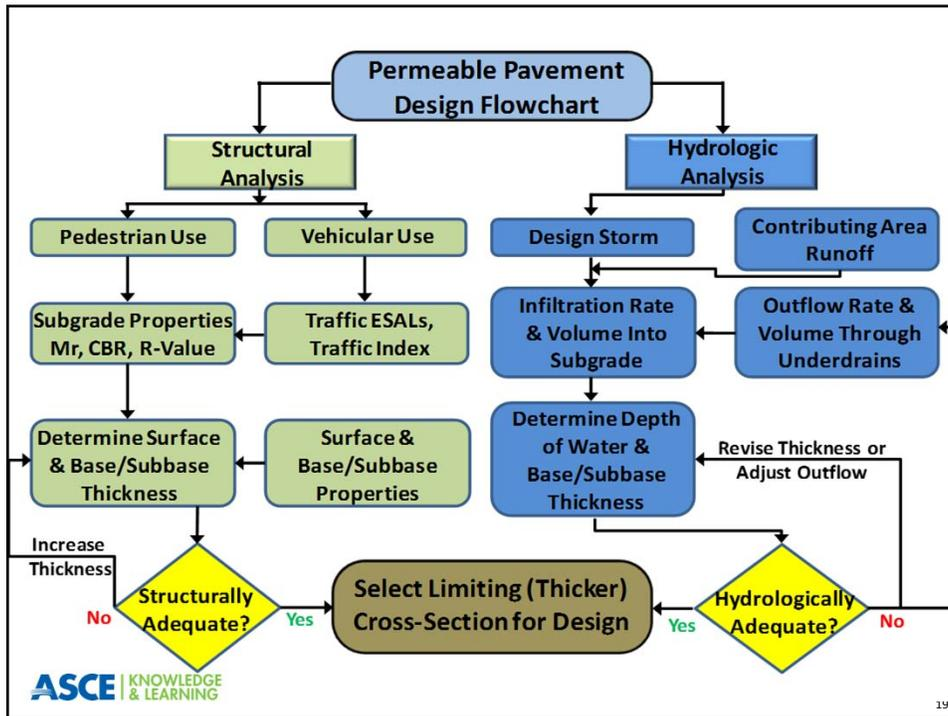 Permeable Pavement
Design Flowchart
Structural
Analysis
Hydrologic
Analysis
Pedestrian Use
Vehicular Use
Design Storm
Contributing Area
Runoff
Subgrade Properties
Mr, CBR, R-Value
Traffic ESALs,
Traffic Index
Infiltration Rate
& Volume Into
Subgrade
Outflow Rate &
Volume Through
Underdrains
Determine Surface
& Base/Subbase
Thickness
Surface &
Base/Subbase
Properties
Determine Depth
of Water &
Base/Subbase
Thickness
Revise Thickness or
Adjust Outflow
Increase
Thickness
No
Structurally
Adequate?
Yes
Select Limiting (Thicker)
Cross-Section for Design
Yes
Hydrologically
Adequate?
No
ASCE KNOWLEDGE
& LEARNING
19